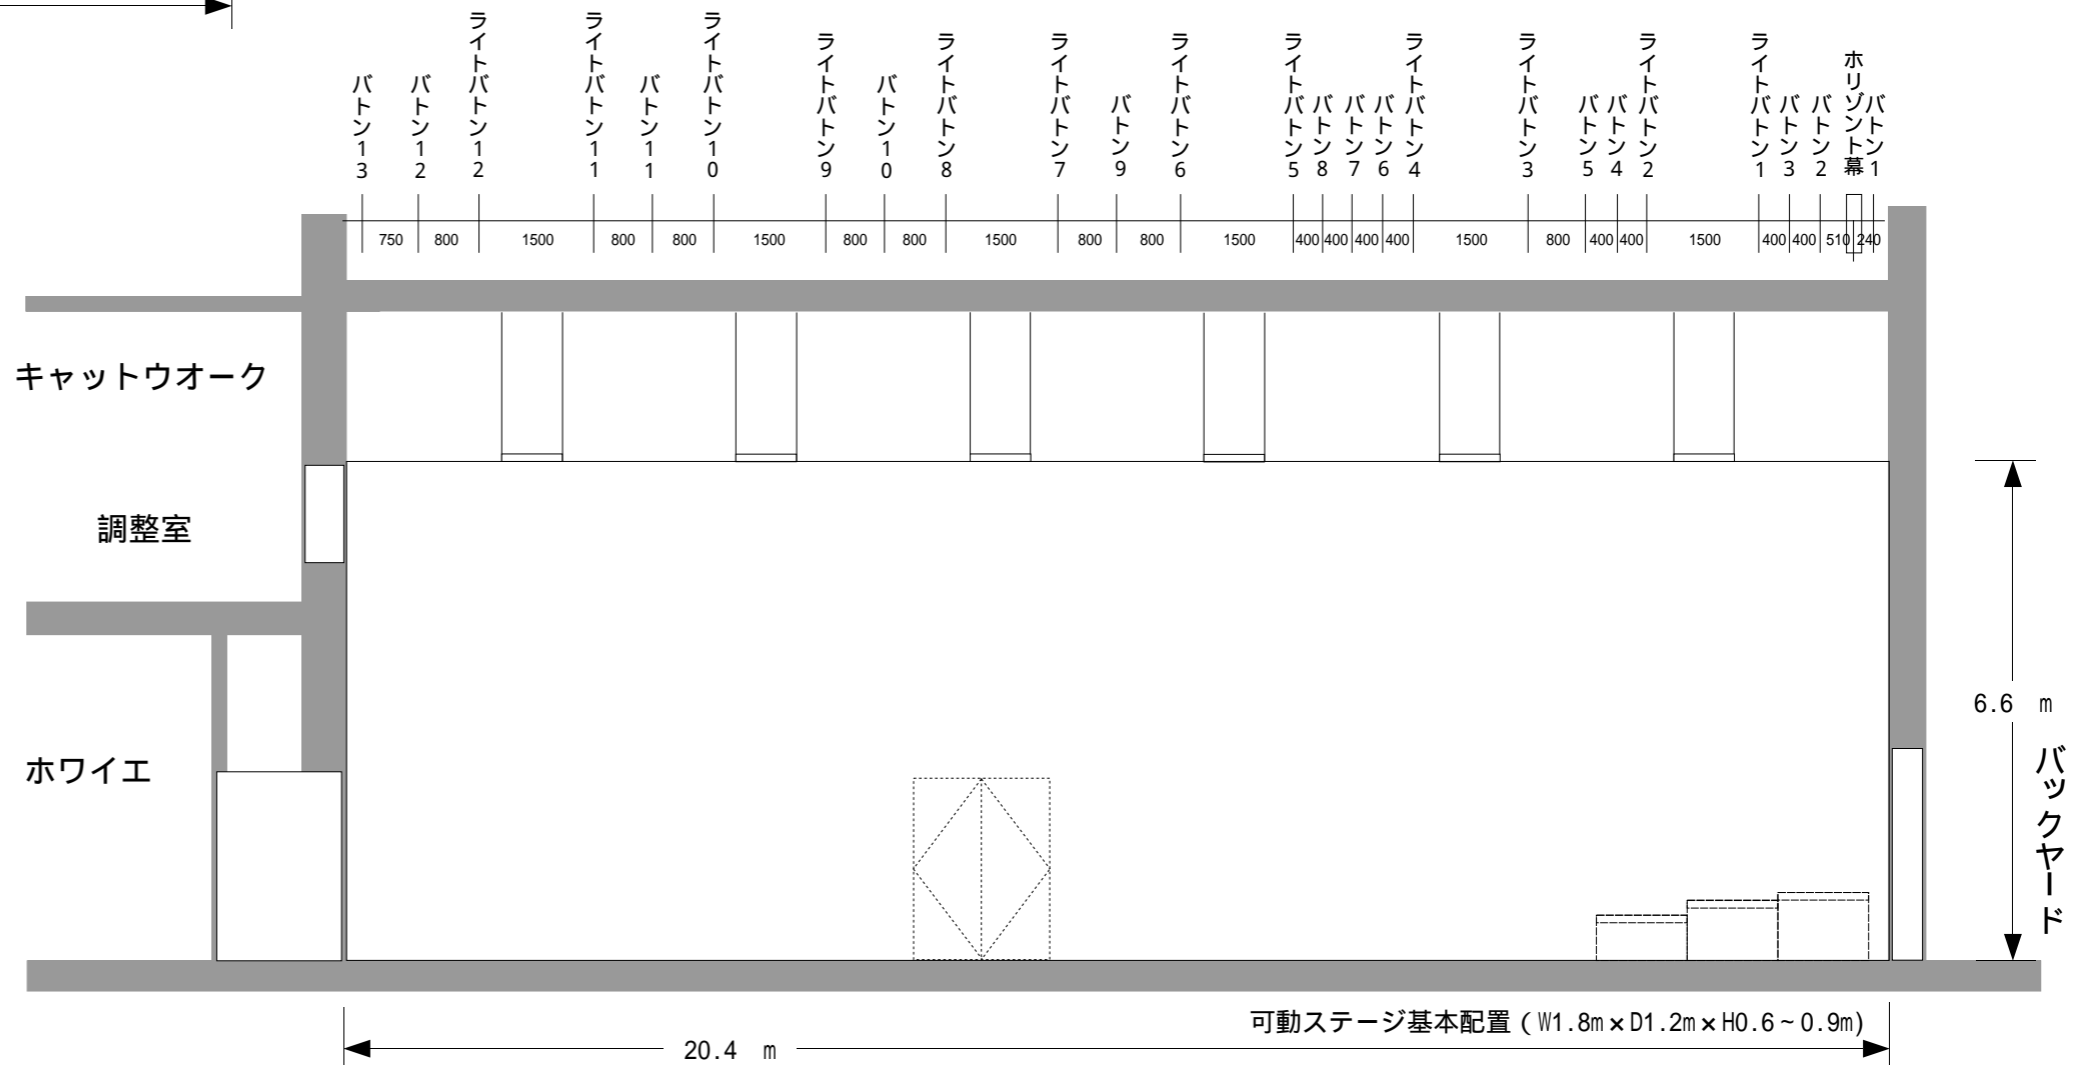 バトン13
バトン12
ライトバトン12
ライトバトン11
バトン11
ライトバトン10
ライトバトン9
バトン10
ライトバトン8
ライトバトン7
バトン9
ライトバトン6
ライトバトン5
バトン8
バトン7
バトン6
ライトバトン4
ライトバトン3
バトン5
バトン4
ライトバトン2
ライトバトン1
バトン3
バトン2
ホリゾント幕
バトン1
750 800 1500 800 800 1500 800 800 1500 800 800 1500 400 400 400 400 1500 800 400 400 1500 400 400 510 240
キャットウオーク
調整室
ホワイエ
6.6 m
バックヤード
可動ステージ基本配置（W1.8m×D1.2m×H0.6~0.9m)
20.4 m